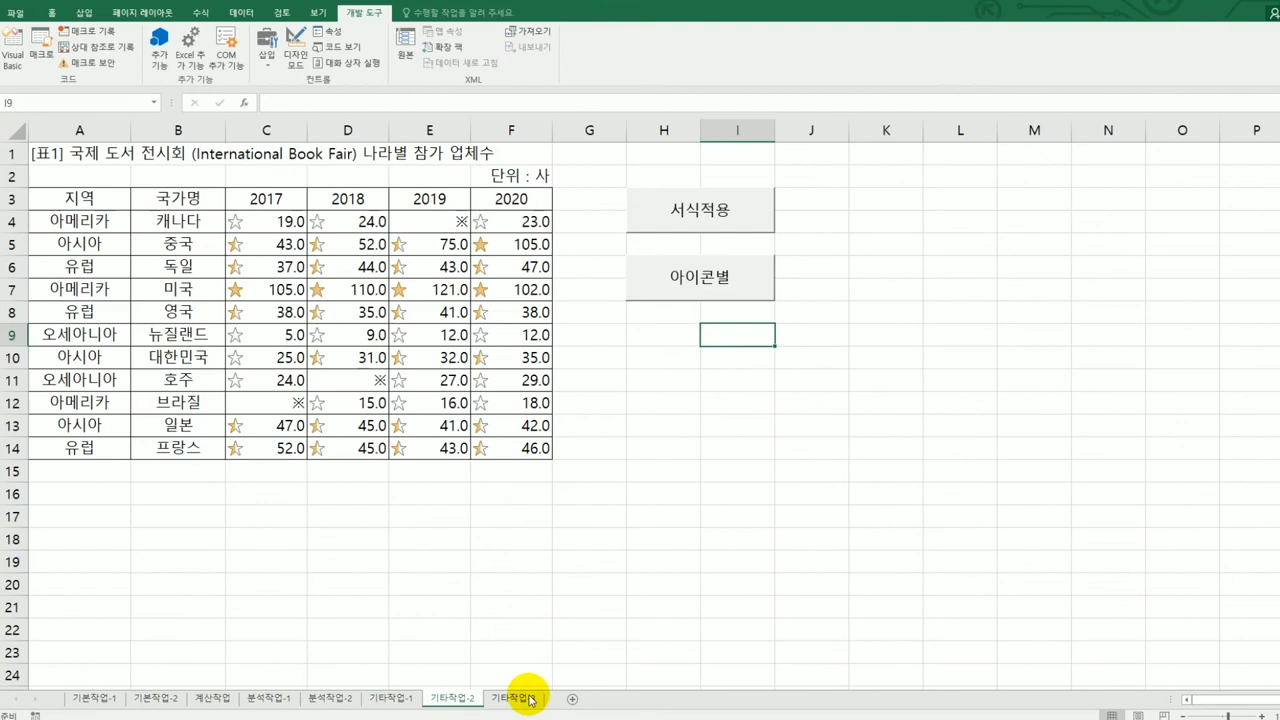 파일 홈 삽입 페이지 레이아웃 수식 데이터 검토 보기 개발 도구 수행할 작업을 알려 주세요
Visual Basic 매크로 매크로 기록 상대 참조로 기록 매크로 보안 코드
추가 기능 Excel 추가 기능 COM 추가 기능 추가 기능
삽입 디자인 모드 속성 코드 보기 대화 상자 실행 컨트롤
원본 맵 속성 확장 팩 데이터 새로 고침 가져오기 내보내기 XML
I9 fx
A B C D E F G H I J K L M N O P
1 [표1] 국제 도서 전시회 (International Book Fair) 나라별 참가 업체수
2 단위 : 사
3 지역 국가명 2017 2018 2019 2020
서식적용
4 아메리카 캐나다 19.0 24.0 ※ 23.0
5 아시아 중국 43.0 52.0 75.0 105.0
6 유럽 독일 37.0 44.0 43.0 47.0
아이콘별
7 아메리카 미국 105.0 110.0 121.0 102.0
8 유럽 영국 38.0 35.0 41.0 38.0
9 오세아니아 뉴질랜드 5.0 9.0 12.0 12.0
10 아시아 대한민국 25.0 31.0 32.0 35.0
11 오세아니아 호주 24.0 ※ 27.0 29.0
12 아메리카 브라질 ※ 15.0 16.0 18.0
13 아시아 일본 47.0 45.0 41.0 42.0
14 유럽 프랑스 52.0 45.0 43.0 46.0
15
16
17
18
19
20
21
22
23
24
기본작업-1 기본작업-2 계산작업 분석작업-1 분석작업-2 기타작업-1 기타작업-2 기타작업
준비